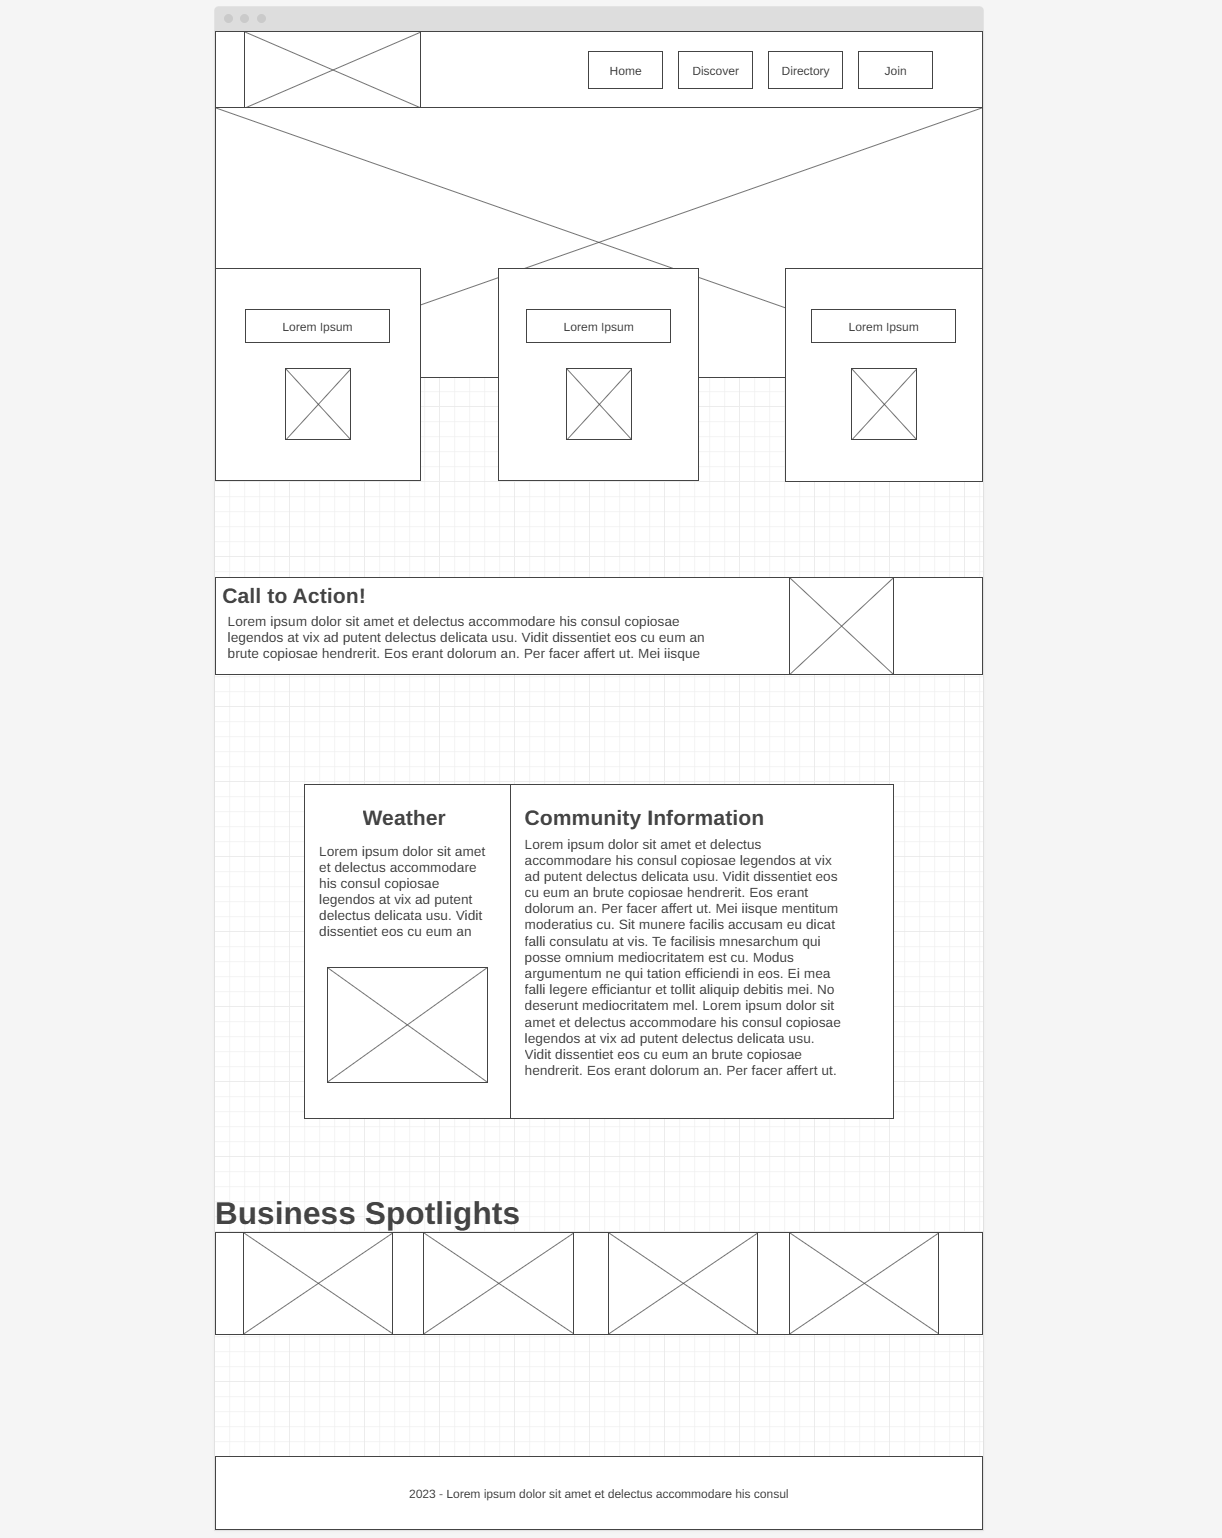 Home
Discover
Directory
Join
Lorem Ipsum
Lorem Ipsum
Lorem Ipsum
Call to Action!
Lorem ipsum dolor sit amet et delectus accommodare his consul copiosae
legendos at vix ad putent delectus delicata usu. Vidit dissentiet eos cu eum an
brute copiosae hendrerit. Eos erant dolorum an. Per facer affert ut. Mei iisque
Weather
Lorem ipsum dolor sit amet
et delectus accommodare
his consul copiosae
legendos at vix ad putent
delectus delicata usu. Vidit
dissentiet eos cu eum an
Community Information
Lorem ipsum dolor sit amet et delectus
accommodare his consul copiosae legendos at vix
ad putent delectus delicata usu. Vidit dissentiet eos
cu eum an brute copiosae hendrerit. Eos erant
dolorum an. Per facer affert ut. Mei iisque mentitum
moderatius cu. Sit munere facilis accusam eu dicat
falli consulatu at vis. Te facilisis mnesarchum qui
posse omnium mediocritatem est cu. Modus
argumentum ne qui tation efficiendi in eos. Ei mea
falli legere efficiantur et tollit aliquip debitis mei. No
deserunt mediocritatem mel. Lorem ipsum dolor sit
amet et delectus accommodare his consul copiosae
legendos at vix ad putent delectus delicata usu.
Vidit dissentiet eos cu eum an brute copiosae
hendrerit. Eos erant dolorum an. Per facer affert ut.
Business Spotlights
2023 - Lorem ipsum dolor sit amet et delectus accommodare his consul